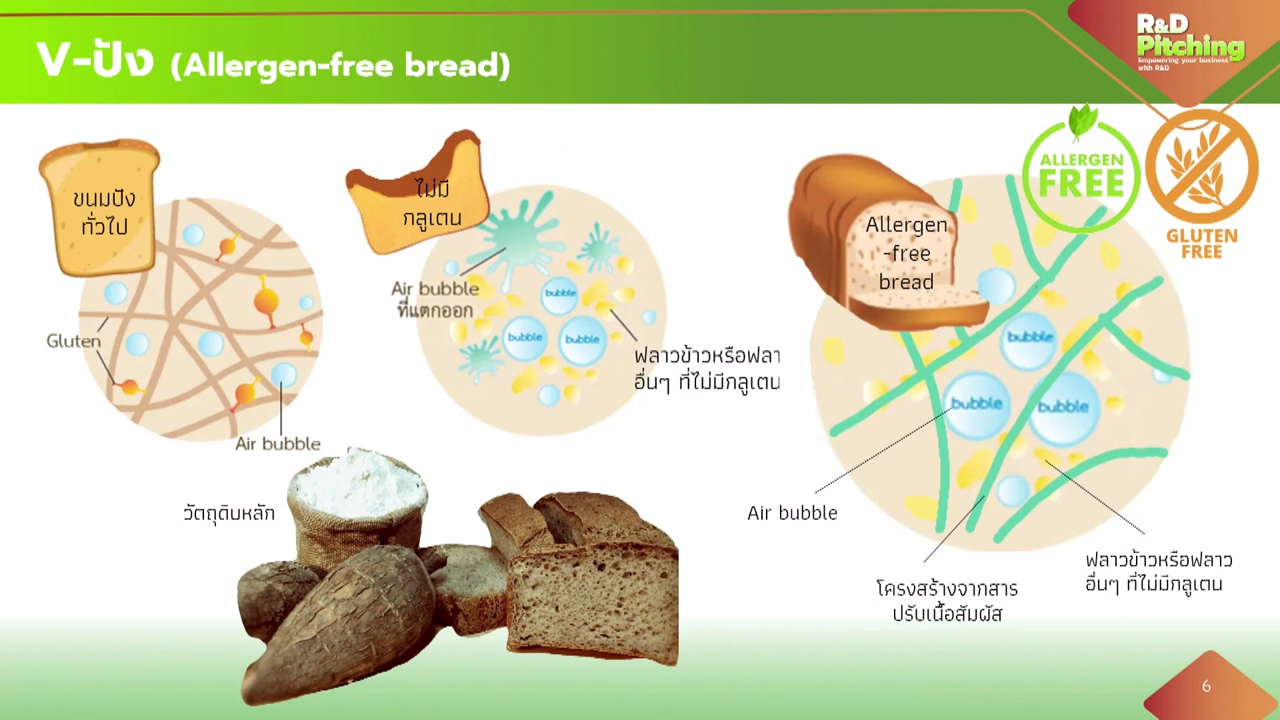 V-ปัง (Allergen-free bread)
R&D
Pitching
Empowering your business
with R&D
ขนมปัง
ทั่วไป
Gluten
Air bubble
ไม่มี
กลูเตน
Air bubble
ที่แตกออก
bubble
bubble
bubble
ฟลาวข้าวหรือฟลา
อื่นๆ ที่ไม่มีกลูเตน
Allergen
-free
bread
ALLERGEN
FREE
GLUTEN
FREE
bubble
bubble
bubble
Air bubble
โครงสร้างจากสาร
ปรับเนื้อสัมผัส
ฟลาวข้าวหรือฟลาว
อื่นๆ ที่ไม่มีกลูเตน
วัตถุดิบหลัก
6